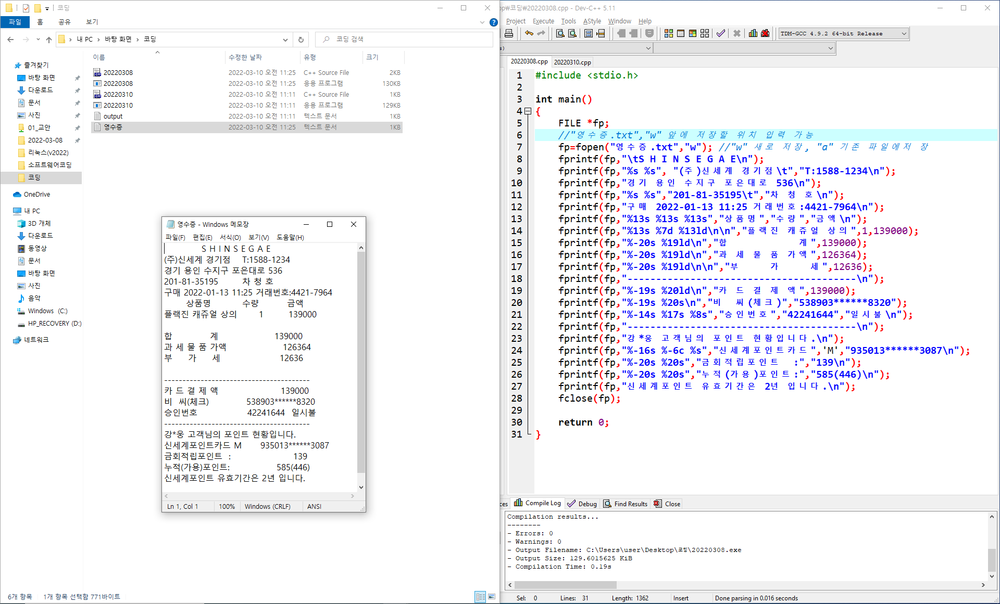 코딩
파일 홈 공유 보기
내 PC > 바탕 화면 > 코딩
코딩 검색
이름 수정한 날짜 유형 크기
20220308 2022-03-10 오전 11:25 C++ Source File 2KB
20220308 2022-03-10 오전 11:25 응용 프로그램 130KB
20220310 2022-03-10 오전 11:11 C++ Source File 1KB
20220310 2022-03-10 오전 11:11 응용 프로그램 129KB
output 2022-03-10 오전 11:11 텍스트 문서 1KB
영수증 2022-03-10 오전 11:25 텍스트 문서 1KB
즐겨찾기
바탕 화면
다운로드
문서
사진
01_교안
2022-03-08
리눅스(v2022)
소프트웨어코딩
코딩
OneDrive
내 PC
3D 개체
다운로드
동영상
문서
바탕 화면
사진
음악
Windows (C:)
HP_RECOVERY (D:)
네트워크
6개 항목 1개 항목 선택함 771바이트
영수증 - Windows 메모장
파일(F) 편집(E) 서식(O) 보기(V) 도움말(H)
S H I N S E G A E
(주)신세계 경기점 T:1588-1234
경기 용인 수지구 포은대로 536
201-81-35195 차 청 호
구매 2022-01-13 11:25 거래번호:4421-7964
상품명 수량 금액
플랙진 캐쥬얼 상의 1 139000
합 계 139000
과 세 물 품 가액 126364
부 가 세 12636
----------------------------------------
카 드 결 제 액 139000
비 씨(체크) 538903******8320
승인번호 42241644 일시불
----------------------------------------
강*웅 고객님의 포인트 현황입니다.
신세계포인트카드 M 935013******3087
금회적립포인트 : 139
누적(가용)포인트: 585(446)
신세계포인트 유효기간은 2년 입니다.
Ln 1, Col 1 100% Windows (CRLF) ANSI
pp₩코딩₩20220308.cpp - Dev-C++ 5.11
Project Execute Tools AStyle Window Help
TDM-GCC 4.9.2 64-bit Release
s)
20220308.cpp 20220310.cpp
1 #include <stdio.h>
2
3 int main()
4 {
5 FILE *fp;
6 //"영수증.txt","w" 앞에 저장할 위치 입력 가능
7 fp=fopen("영수증.txt","w"); //"w" 새로 저장, "a" 기존 파일에저 장
8 fprintf(fp,"\tS H I N S E G A E\n");
9 fprintf(fp,"%s %s", "(주)신세계 경기점\t","T:1588-1234\n");
10 fprintf(fp,"경기 용인 수지구 포은대로 536\n");
11 fprintf(fp,"%s %s","201-81-35195\t","차 청 호\n");
12 fprintf(fp,"구매 2022-01-13 11:25 거래번호:4421-7964\n");
13 fprintf(fp,"%13s %13s %13s","상품명","수량","금액\n");
14 fprintf(fp,"%13s %7d %13ld\n\n","플랙진 캐쥬얼 상의",1,139000);
15 fprintf(fp,"%-20s %19ld\n","합 계",139000);
16 fprintf(fp,"%-20s %19ld\n","과 세 물 품 가액",126364);
17 fprintf(fp,"%-20s %19ld\n\n","부 가 세",12636);
18 fprintf(fp,"----------------------------------------\n");
19 fprintf(fp,"%-19s %20ld\n","카 드 결 제 액",139000);
20 fprintf(fp,"%-19s %20s\n","비 씨(체크)","538903******8320");
21 fprintf(fp,"%-14s %17s %8s","승인번호","42241644","일시불\n");
22 fprintf(fp,"----------------------------------------\n");
23 fprintf(fp,"강*웅 고객님의 포인트 현황입니다.\n");
24 fprintf(fp,"%-16s %-6c %s","신세계포인트카드",'M',"935013******3087\n");
25 fprintf(fp,"%-20s %20s","금회적립포인트 :","139\n");
26 fprintf(fp,"%-20s %20s","누적(가용)포인트:","585(446)\n");
27 fprintf(fp,"신세계포인트 유효기간은 2년 입니다.\n");
28 fclose(fp);
29
30 return 0;
31 }
ces Compile Log Debug Find Results Close
Compilation results...
--------
- Errors: 0
- Warnings: 0
- Output Filename: C:\Users\user\Desktop\코딩\20220308.exe
- Output Size: 129.6015625 KiB
- Compilation Time: 0.19s
Sel: 0 Lines: 31 Length: 1362 Insert Done parsing in 0.016 seconds